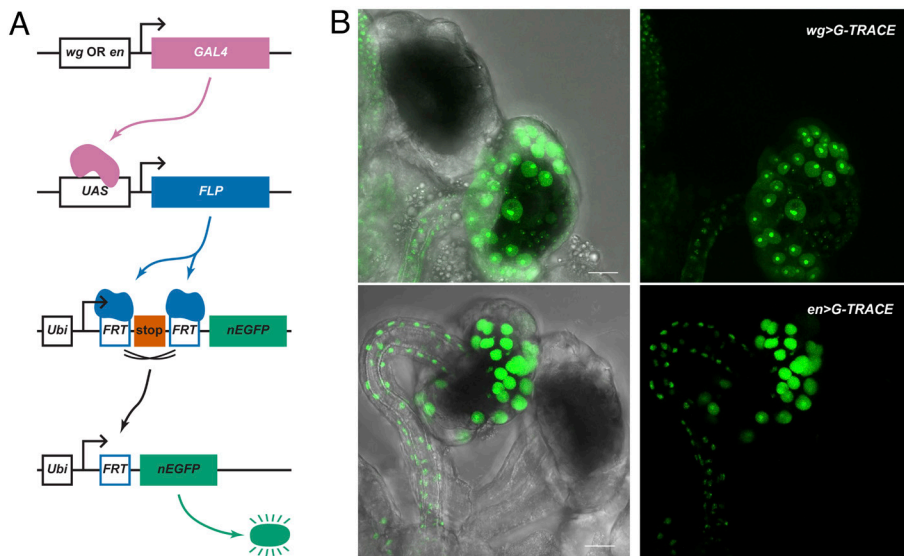 A
wg OR en
GAL4
UAS
FLP
Ubi
FRT
stop
FRT
nEGFP
Ubi
FRT
nEGFP
B
wg>G-TRACE
en>G-TRACE